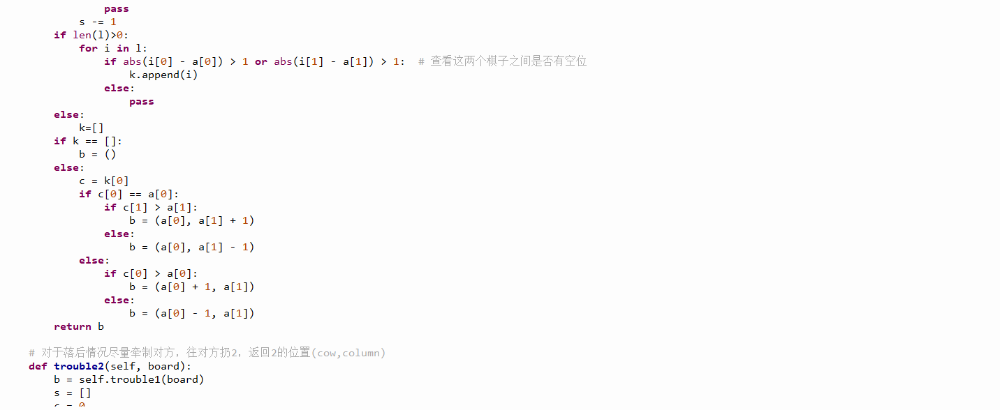 pass
s -= 1
if len(l)>0:
for i in l:
if abs(i[0] - a[0]) > 1 or abs(i[1] - a[1]) > 1:  # 查看这两个棋子之间是否有空位
k.append(i)
else:
pass
else:
k=[]
if k == []:
b = ()
else:
c = k[0]
if c[0] == a[0]:
if c[1] > a[1]:
b = (a[0], a[1] + 1)
else:
b = (a[0], a[1] - 1)
else:
if c[0] > a[0]:
b = (a[0] + 1, a[1])
else:
b = (a[0] - 1, a[1])
return b
# 对于落后情况尽量牵制对方，往对方扔2，返回2的位置(cow,column)
def trouble2(self, board):
b = self.trouble1(board)
s = []